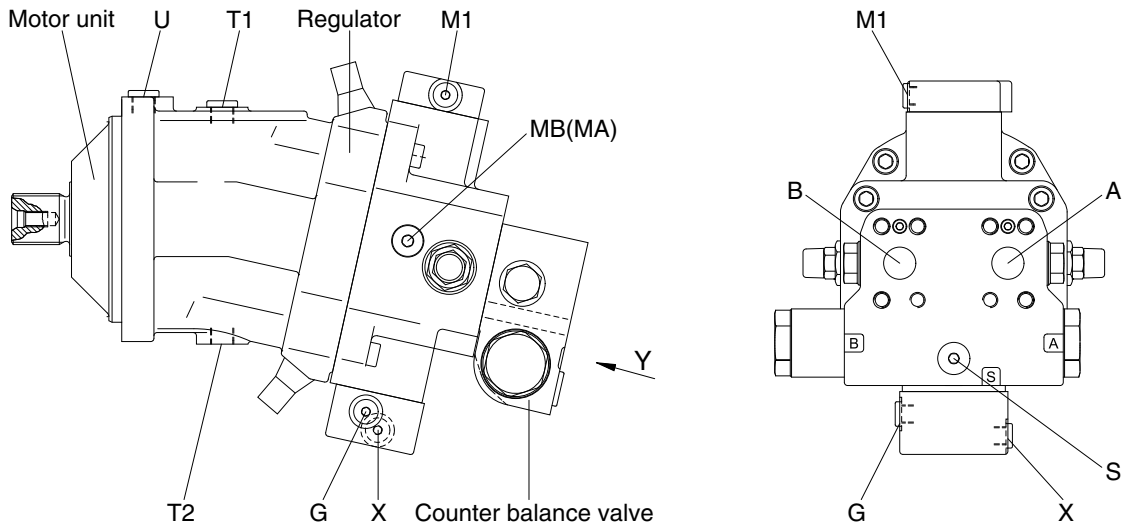 Motor unit
U
T1
Regulator
M1
MB(MA)
Y
T2
G
X
Counter balance valve
M1
B
A
B
A
S
S
G
X